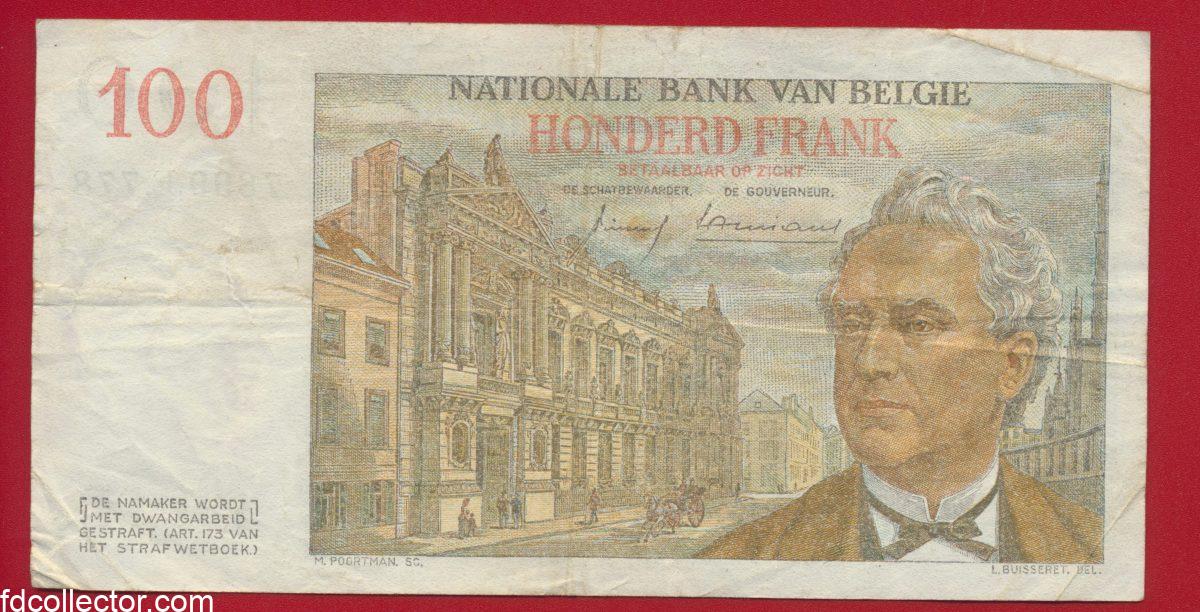 100
NATIONALE BANK VAN BELGIE
HONDERD FRANK
BETAALBAAR OP ZICHT
DE SCHATBEWAARDER. DE GOUVERNEUR.
DE NAMAKER WORDT
MET DWANGARBEID
GESTRAFT. (ART. 173 VAN
HET STRAFWETBOEK.)
M. POORTMAN. SC.
L. BUISSERET. DEL.
fdcollector.com